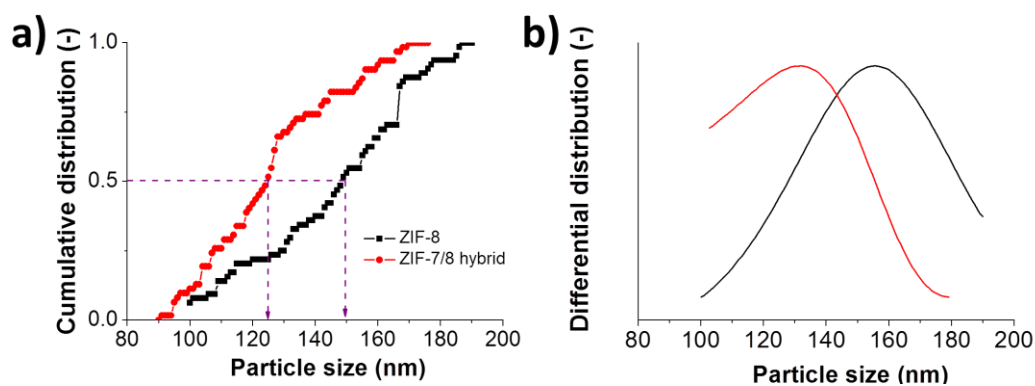 a)
Cumulative distribution (-)
1.0
0.5
0.0
ZIF-8
ZIF-7/8 hybrid
80 100 120 140 160 180 200
Particle size (nm)
b)
Differential distribution (-)
80 100 120 140 160 180 200
Particle size (nm)